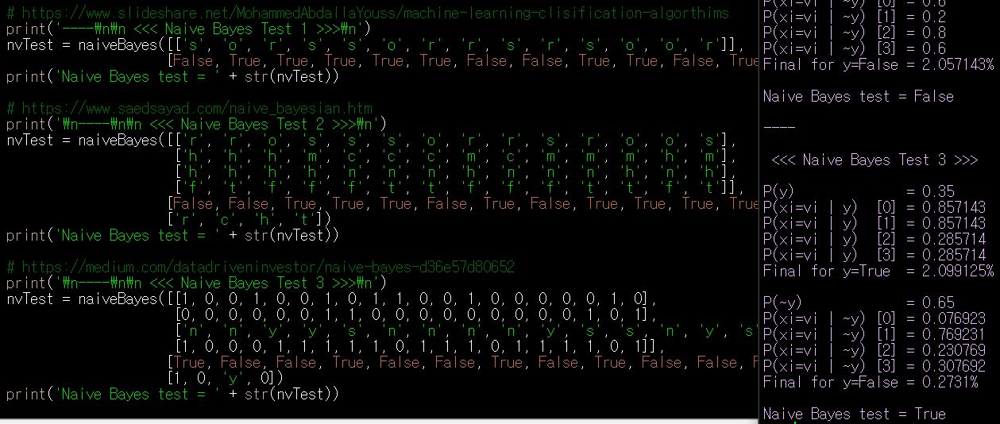 # https://www.slideshare.net/MohammedAbdallaYouss/machine-learning-clisification-algorthims
print('----₩n₩n <<< Naive Bayes Test 1 >>>₩n')
nvTest = naiveBayes([['s', 'o', 'r', 's', 's', 'o', 'r', 'r', 's', 'r', 's', 'o', 'o', 'r']],
[False, True, True, True, True, True, False, False, True, True, False, True
print('Naive Bayes test = ' + str(nvTest))
# https://www.saedsayad.com/naive_bayesian.htm
print('₩n----₩n₩n <<< Naive Bayes Test 2 >>>₩n')
nvTest = naiveBayes([['r', 'r', 'o', 's', 's', 's', 'o', 'r', 'r', 's', 'r', 'o', 'o', 's'],
['h', 'h', 'h', 'm', 'c', 'c', 'c', 'm', 'c', 'm', 'm', 'm', 'h', 'm'],
['h', 'h', 'h', 'h', 'n', 'n', 'n', 'h', 'n', 'n', 'n', 'h', 'n', 'h'],
['f', 't', 'f', 'f', 'f', 't', 't', 'f', 'f', 'f', 't', 't', 'f', 't']],
[False, False, True, True, True, False, True, False, True, True, True, True
['r', 'c', 'h', 't'])
print('Naive Bayes test = ' + str(nvTest))
# https://medium.com/datadriveninvestor/naive-bayes-d36e57d80652
print('₩n----₩n₩n <<< Naive Bayes Test 3 >>>₩n')
nvTest = naiveBayes([[1, 0, 0, 1, 0, 0, 1, 0, 1, 1, 0, 0, 1, 0, 0, 0, 0, 0, 1, 0],
[0, 0, 0, 0, 1, 0, 0, 0, 0, 0, 0, 0, 0, 0, 0, 0, 1, 1, 0, 1],
['n', 'n', 'y', 'y', 's', 'n', 'n', 'n', 'n', 'y', 's', 's', 'n', 'y', 's'
[1, 0, 0, 0, 1, 1, 1, 0, 1, 1, 1, 0, 1, 1, 1, 1, 1, 1, 0, 1]],
[True, False, False, True, False, False, True, False, True, False, False, F
[1, 0, 'y', 0])
print('Naive Bayes test = ' + str(nvTest))
P(xi=vi | ~y) [0] = 0.6
P(xi=vi | ~y) [1] = 0.2
P(xi=vi | ~y) [2] = 0.8
P(xi=vi | ~y) [3] = 0.6
Final for y=False = 2.057143%
Naive Bayes test = False
----
<<< Naive Bayes Test 3 >>>
P(y) = 0.35
P(xi=vi | y) [0] = 0.857143
P(xi=vi | y) [1] = 0.857143
P(xi=vi | y) [2] = 0.285714
P(xi=vi | y) [3] = 0.285714
Final for y=True = 2.099125%
P(~y) = 0.65
P(xi=vi | ~y) [0] = 0.076923
P(xi=vi | ~y) [1] = 0.769231
P(xi=vi | ~y) [2] = 0.230769
P(xi=vi | ~y) [3] = 0.307692
Final for y=False = 0.2731%
Naive Bayes test = True